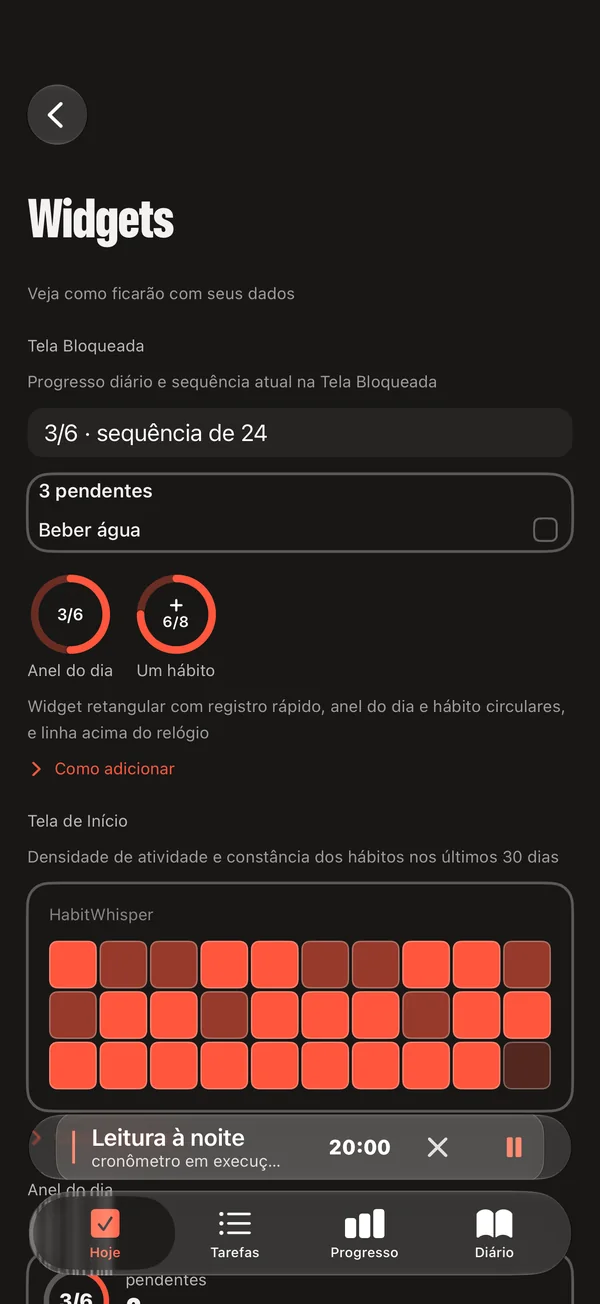 Widgets
Veja como ficarão com seus dados
Tela Bloqueada
Progresso diário e sequência atual na Tela Bloqueada
3/6 · sequência de 24
3 pendentes
Beber água
3/6
+
6/8
Anel do dia
Um hábito
Widget retangular com registro rápido, anel do dia e hábito circulares,
e linha acima do relógio
Como adicionar
Tela de Início
Densidade de atividade e constância dos hábitos nos últimos 30 dias
HabitWhisper
Leitura à noite
20:00
cronômetro em execuç...
Anel do dia
Hoje
Tarefas
Progresso
Diário
pendentes
3/6